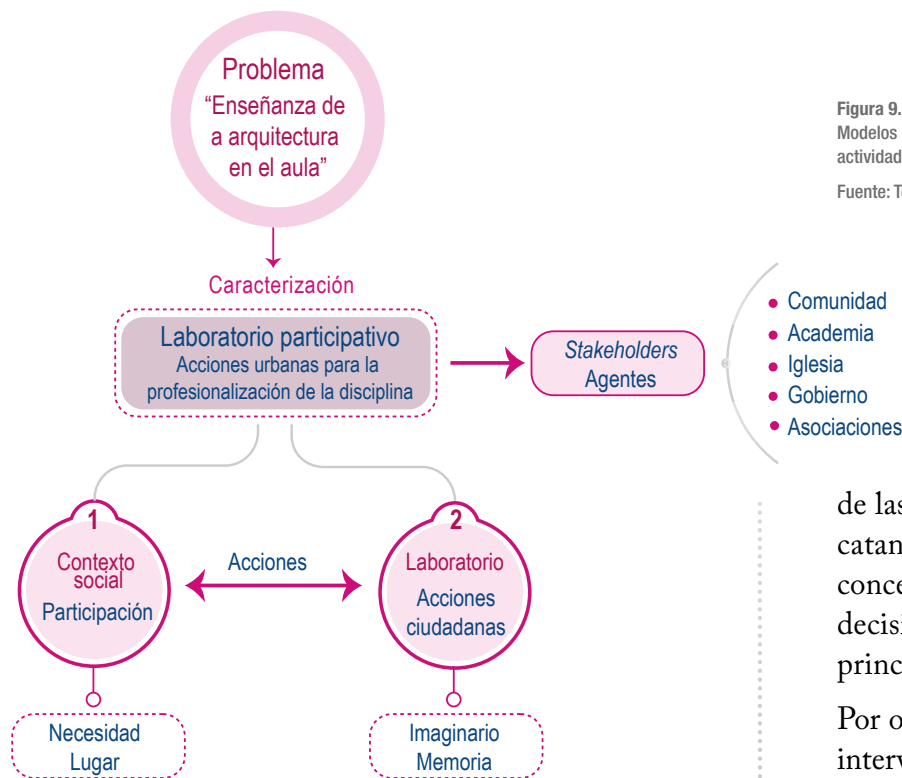 Problema
“Enseñanza de
a arquitectura
en el aula”
Caracterización
Laboratorio participativo
Acciones urbanas para la
profesionalización de la disciplina
Stakeholders
Agentes
Comunidad
Academia
Iglesia
Gobierno
Asociaciones
1
Contexto
social
Participación
Acciones
2
Laboratorio
Acciones
ciudadanas
Necesidad
Lugar
Imaginario
Memoria
Figura 9.
Modelos
actividad
Fuente: T
de las
catan
conce
decisi
princ
Por o
interv